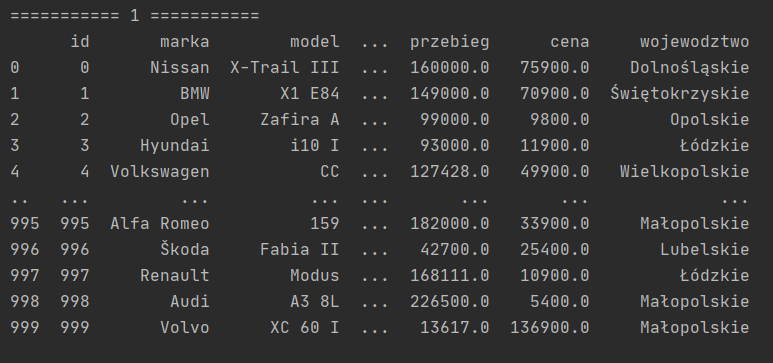 =========== 1 ===========
id marka model ... przebieg cena wojewodztwo
0 0 Nissan X-Trail III ... 160000.0 75900.0 Dolnośląskie
1 1 BMW X1 E84 ... 149000.0 70900.0 Świętokrzyskie
2 2 Opel Zafira A ... 99000.0 9800.0 Opolskie
3 3 Hyundai i10 I ... 93000.0 11900.0 Łódzkie
4 4 Volkswagen CC ... 127428.0 49900.0 Wielkopolskie
.. ... ... ... ... ... ... ...
995 995 Alfa Romeo 159 ... 182000.0 33900.0 Małopolskie
996 996 Škoda Fabia II ... 42700.0 25400.0 Lubelskie
997 997 Renault Modus ... 168111.0 10900.0 Łódzkie
998 998 Audi A3 8L ... 226500.0 5400.0 Małopolskie
999 999 Volvo XC 60 I ... 13617.0 136900.0 Małopolskie